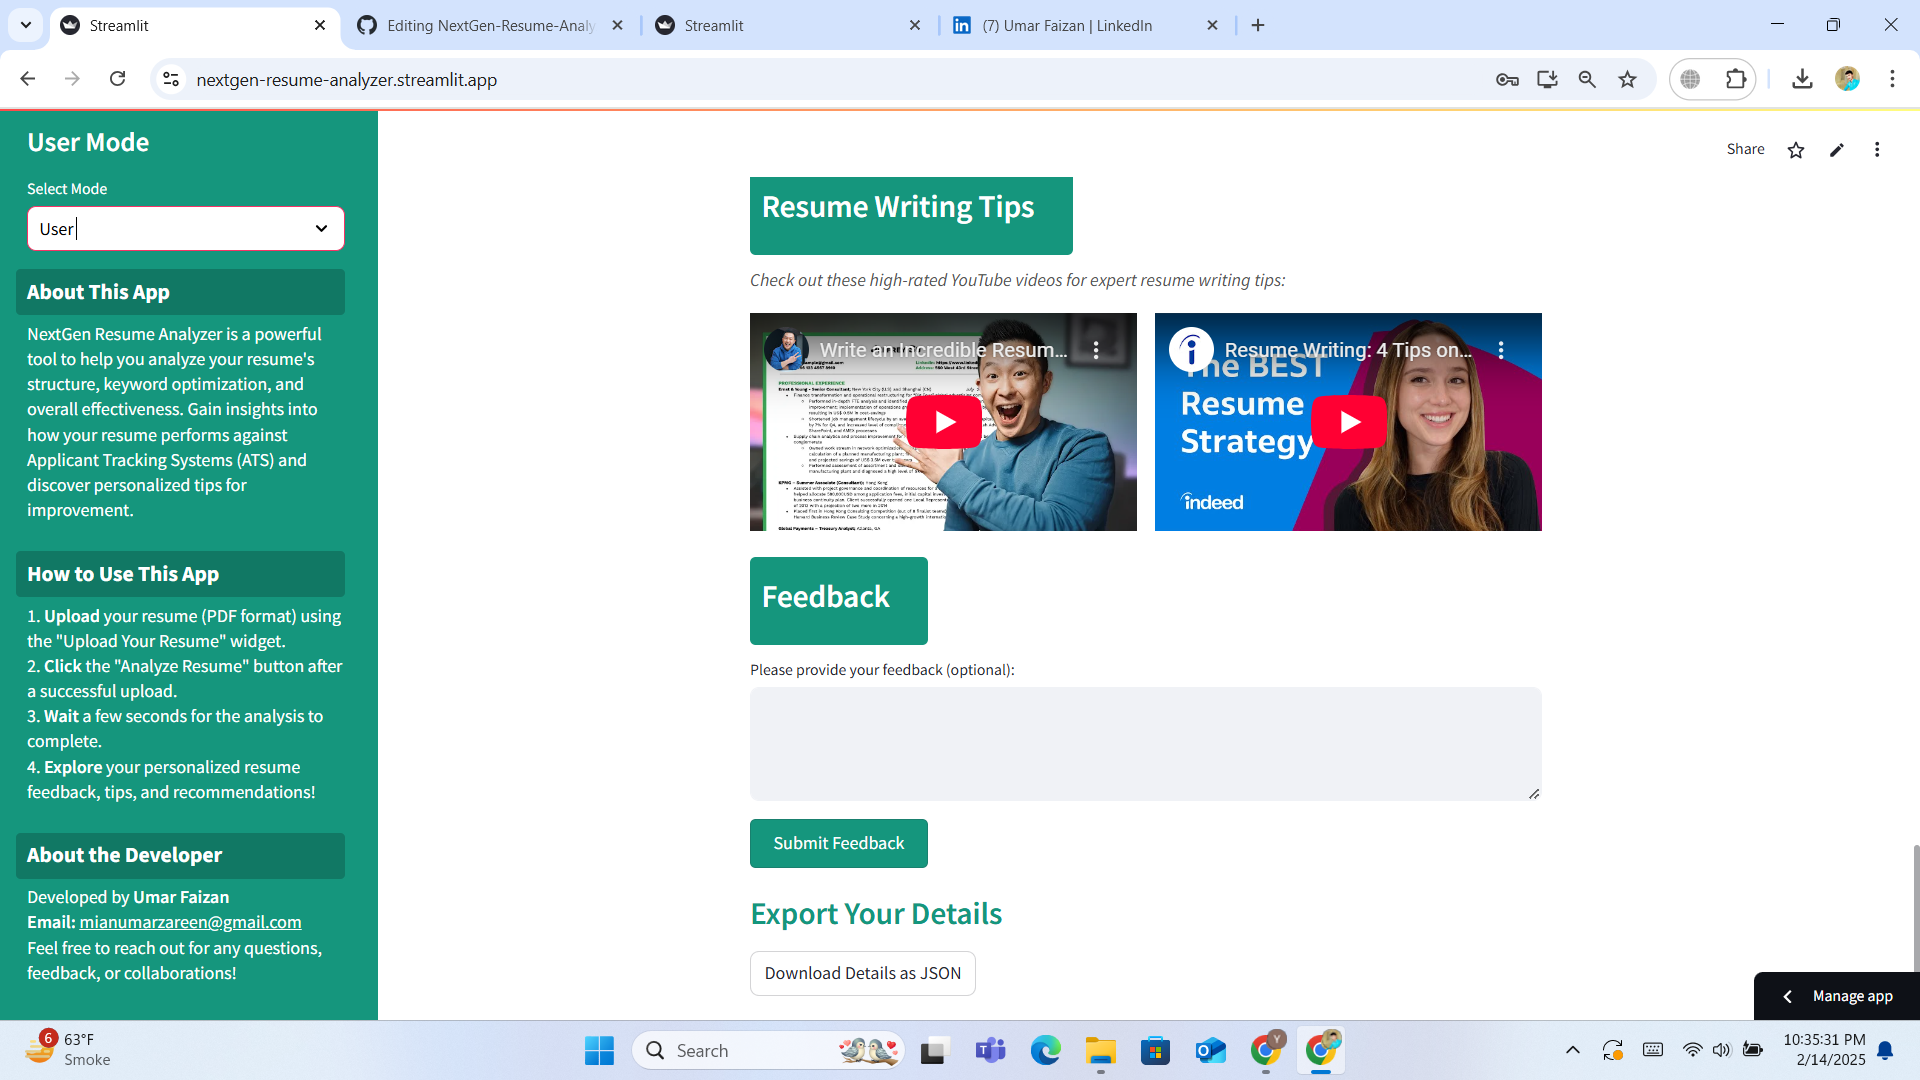 Streamlit
Editing NextGen-Resume-Analy
Streamlit
(7) Umar Faizan | LinkedIn
nextgen-resume-analyzer.streamlit.app
User Mode
Select Mode
User
About This App
NextGen Resume Analyzer is a powerful
tool to help you analyze your resume's
structure, keyword optimization, and
overall effectiveness. Gain insights into
how your resume performs against
Applicant Tracking Systems (ATS) and
discover personalized tips for
improvement.
How to Use This App
1. Upload your resume (PDF format) using
the "Upload Your Resume" widget.
2. Click the "Analyze Resume" button after
a successful upload.
3. Wait a few seconds for the analysis to
complete.
4. Explore your personalized resume
feedback, tips, and recommendations!
About the Developer
Developed by Umar Faizan
Email: mianumarzareen@gmail.com
Feel free to reach out for any questions,
feedback, or collaborations!
Share
Resume Writing Tips
Check out these high-rated YouTube videos for expert resume writing tips:
Write an Incredible Resum...
PROFESSIONAL EXPERIENCE
Resume Writing: 4 Tips on...
The BEST
Resume
Strategy
indeed
Feedback
Please provide your feedback (optional):
Submit Feedback
Export Your Details
Download Details as JSON
Manage app
6
63°F
Smoke
Search
Y
10:35:31 PM
2/14/2025